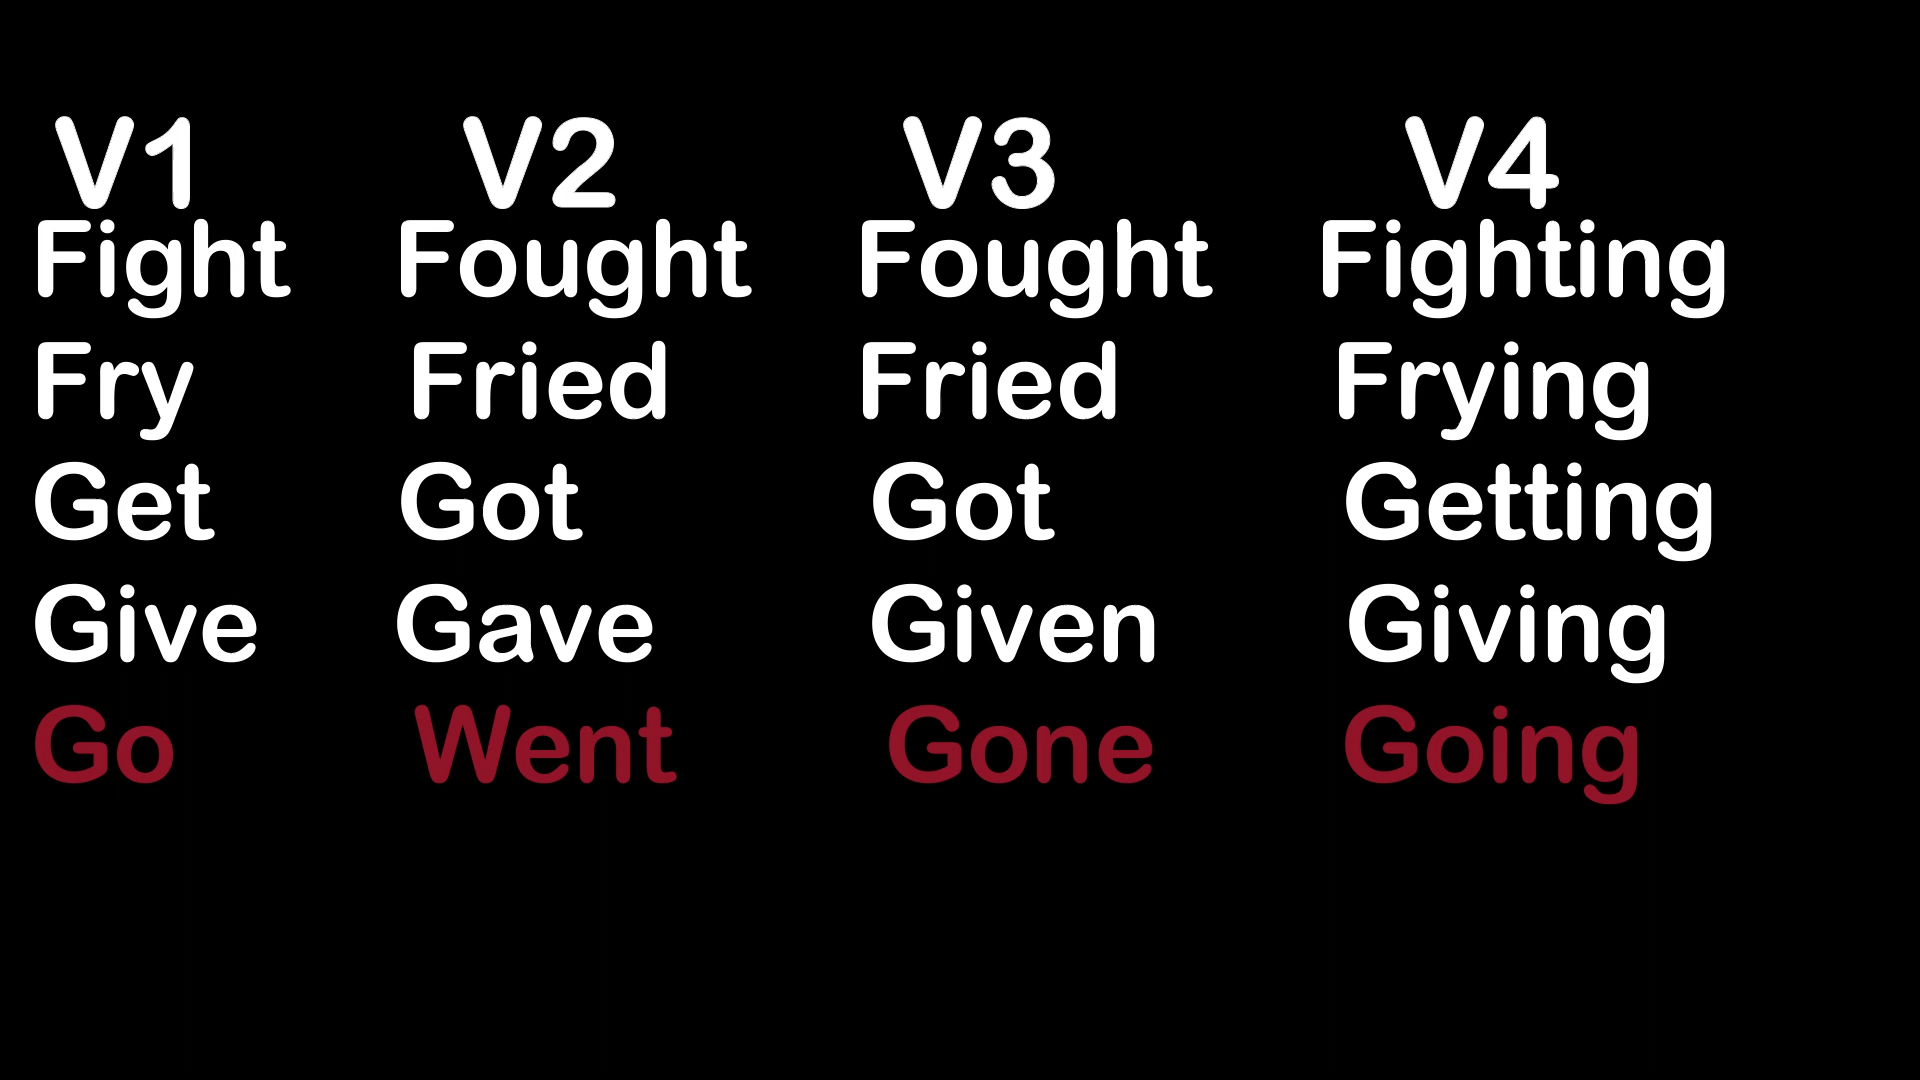 V1 V2 V3 V4
Fight Fought Fought Fighting
Fry Fried Fried Frying
Get Got Got Getting
Give Gave Given Giving
Go Went Gone Going